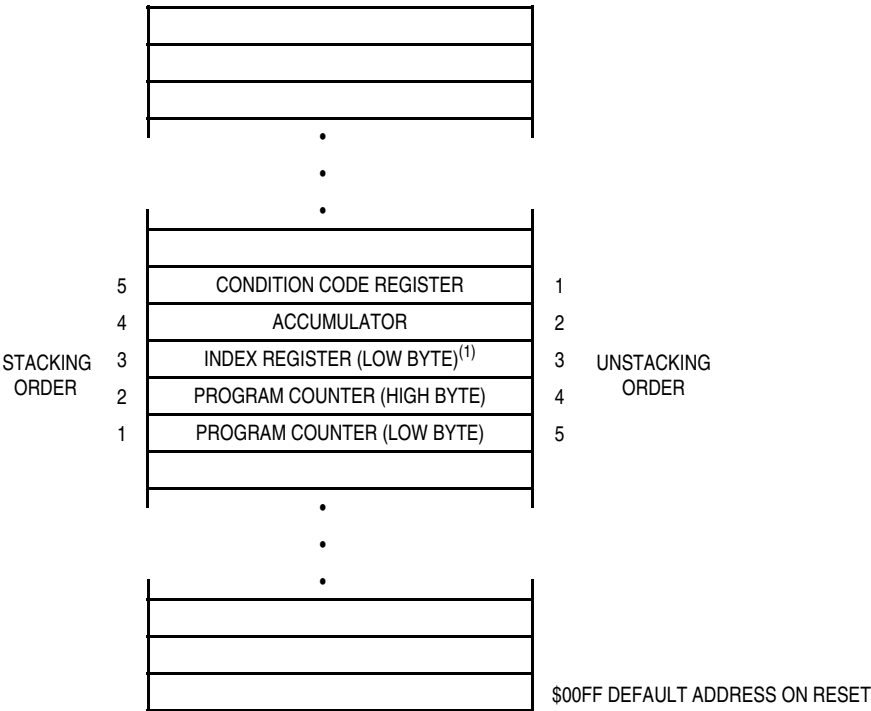 5 CONDITION CODE REGISTER 1
4 ACCUMULATOR 2
STACKING ORDER 3 INDEX REGISTER (LOW BYTE)(1) 3 UNSTACKING ORDER
2 PROGRAM COUNTER (HIGH BYTE) 4
1 PROGRAM COUNTER (LOW BYTE) 5
$00FF DEFAULT ADDRESS ON RESET